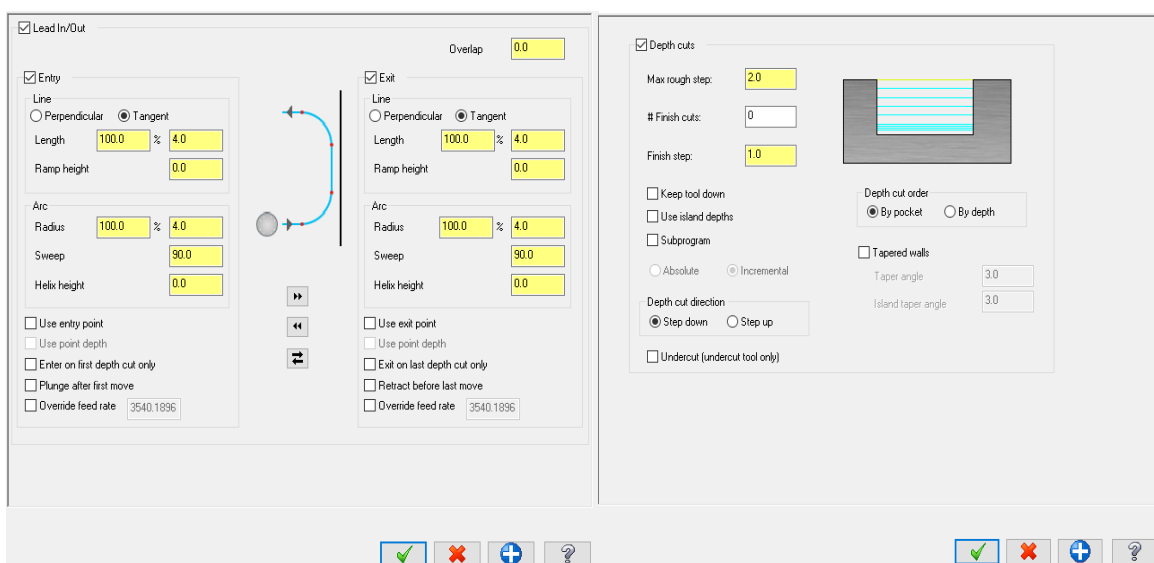 Lead In/Out
Overlap 0.0
Entry
Line
Perpendicular Tangent
Length 100.0 % 4.0
Ramp height 0.0
Arc
Radius 100.0 % 4.0
Sweep 90.0
Helix height 0.0
Use entry point
Use point depth
Enter on first depth cut only
Plunge after first move
Override feed rate 3540.1896
Exit
Line
Perpendicular Tangent
Length 100.0 % 4.0
Ramp height 0.0
Arc
Radius 100.0 % 4.0
Sweep 90.0
Helix height 0.0
Use exit point
Use point depth
Exit on last depth cut only
Retract before last move
Override feed rate 3540.1896
Depth cuts
Max rough step: 2.0
# Finish cuts: 0
Finish step: 1.0
Keep tool down
Use island depths
Subprogram
Absolute Incremental
Depth cut direction
Step down Step up
Undercut (undercut tool only)
Depth cut order
By pocket By depth
Tapered walls
Taper angle 3.0
Island taper angle 3.0